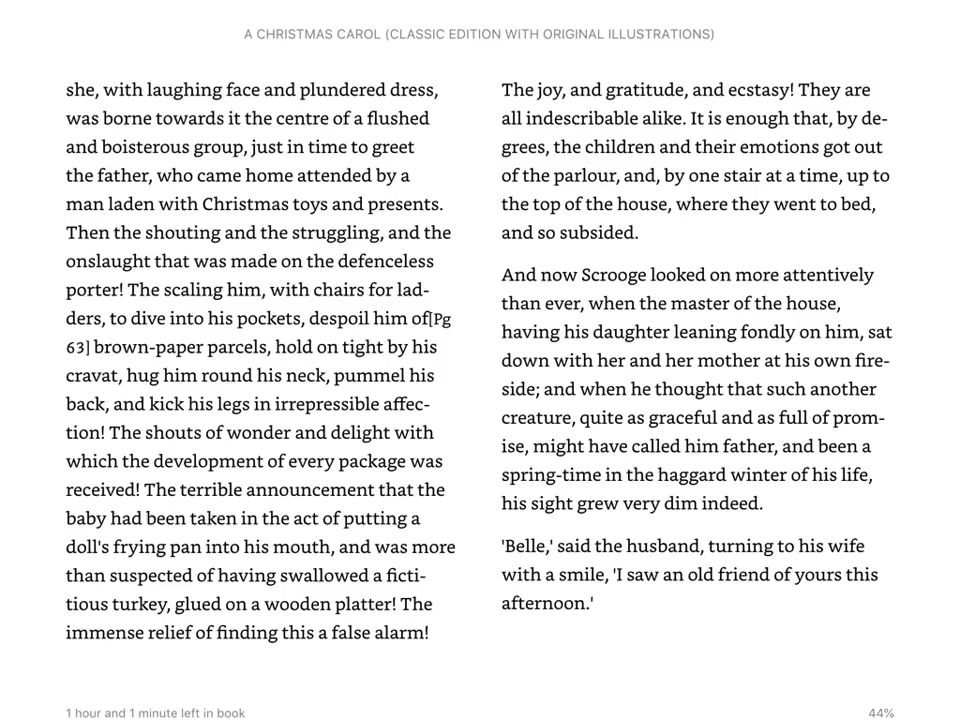 A CHRISTMAS CAROL (CLASSIC EDITION WITH ORIGINAL ILLUSTRATIONS)
she, with laughing face and plundered dress,
was borne towards it the centre of a flushed
and boisterous group, just in time to greet
the father, who came home attended by a
man laden with Christmas toys and presents.
Then the shouting and the struggling, and the
onslaught that was made on the defenceless
porter! The scaling him, with chairs for lad-
ders, to dive into his pockets, despoil him of[Pg
63] brown-paper parcels, hold on tight by his
cravat, hug him round his neck, pummel his
back, and kick his legs in irrepressible affec-
tion! The shouts of wonder and delight with
which the development of every package was
received! The terrible announcement that the
baby had been taken in the act of putting a
doll's frying pan into his mouth, and was more
than suspected of having swallowed a ficti-
tious turkey, glued on a wooden platter! The
immense relief of finding this a false alarm!
The joy, and gratitude, and ecstasy! They are
all indescribable alike. It is enough that, by de-
grees, the children and their emotions got out
of the parlour, and, by one stair at a time, up to
the top of the house, where they went to bed,
and so subsided.
And now Scrooge looked on more attentively
than ever, when the master of the house,
having his daughter leaning fondly on him, sat
down with her and her mother at his own fire-
side; and when he thought that such another
creature, quite as graceful and as full of prom-
ise, might have called him father, and been a
spring-time in the haggard winter of his life,
his sight grew very dim indeed.
'Belle,' said the husband, turning to his wife
with a smile, 'I saw an old friend of yours this
afternoon.'
1 hour and 1 minute left in book
44%